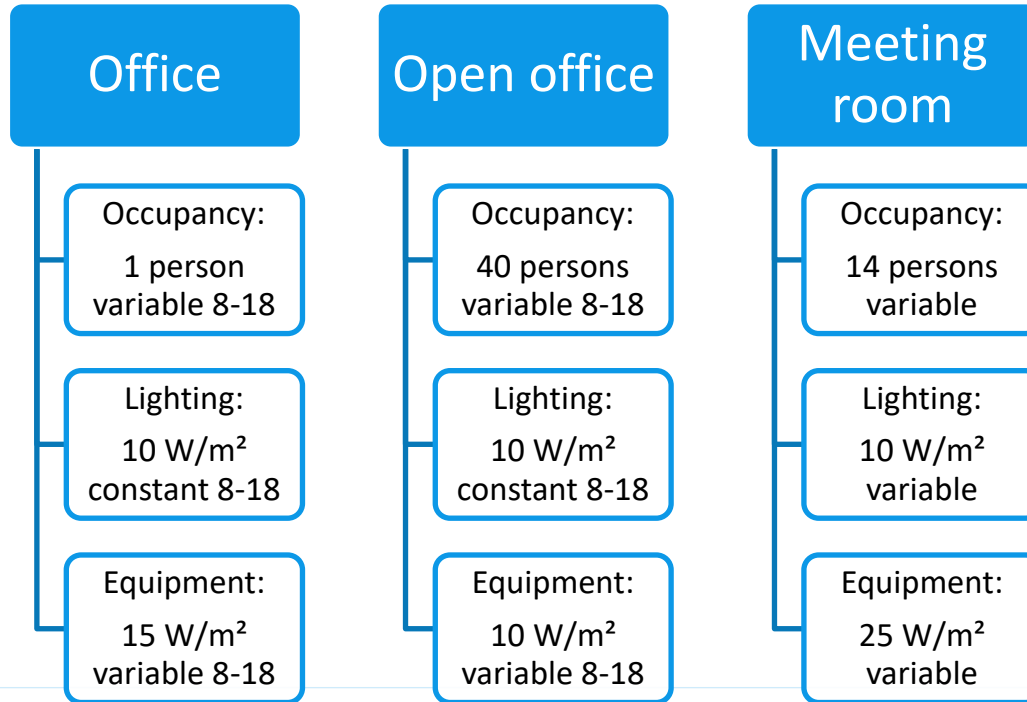 Office
Occupancy:
1 person
variable 8-18
Lighting:
10 W/m²
constant 8-18
Equipment:
15 W/m²
variable 8-18
Open office
Occupancy:
40 persons
variable 8-18
Lighting:
10 W/m²
constant 8-18
Equipment:
10 W/m²
variable 8-18
Meeting
room
Occupancy:
14 persons
variable
Lighting:
10 W/m²
variable
Equipment:
25 W/m²
variable